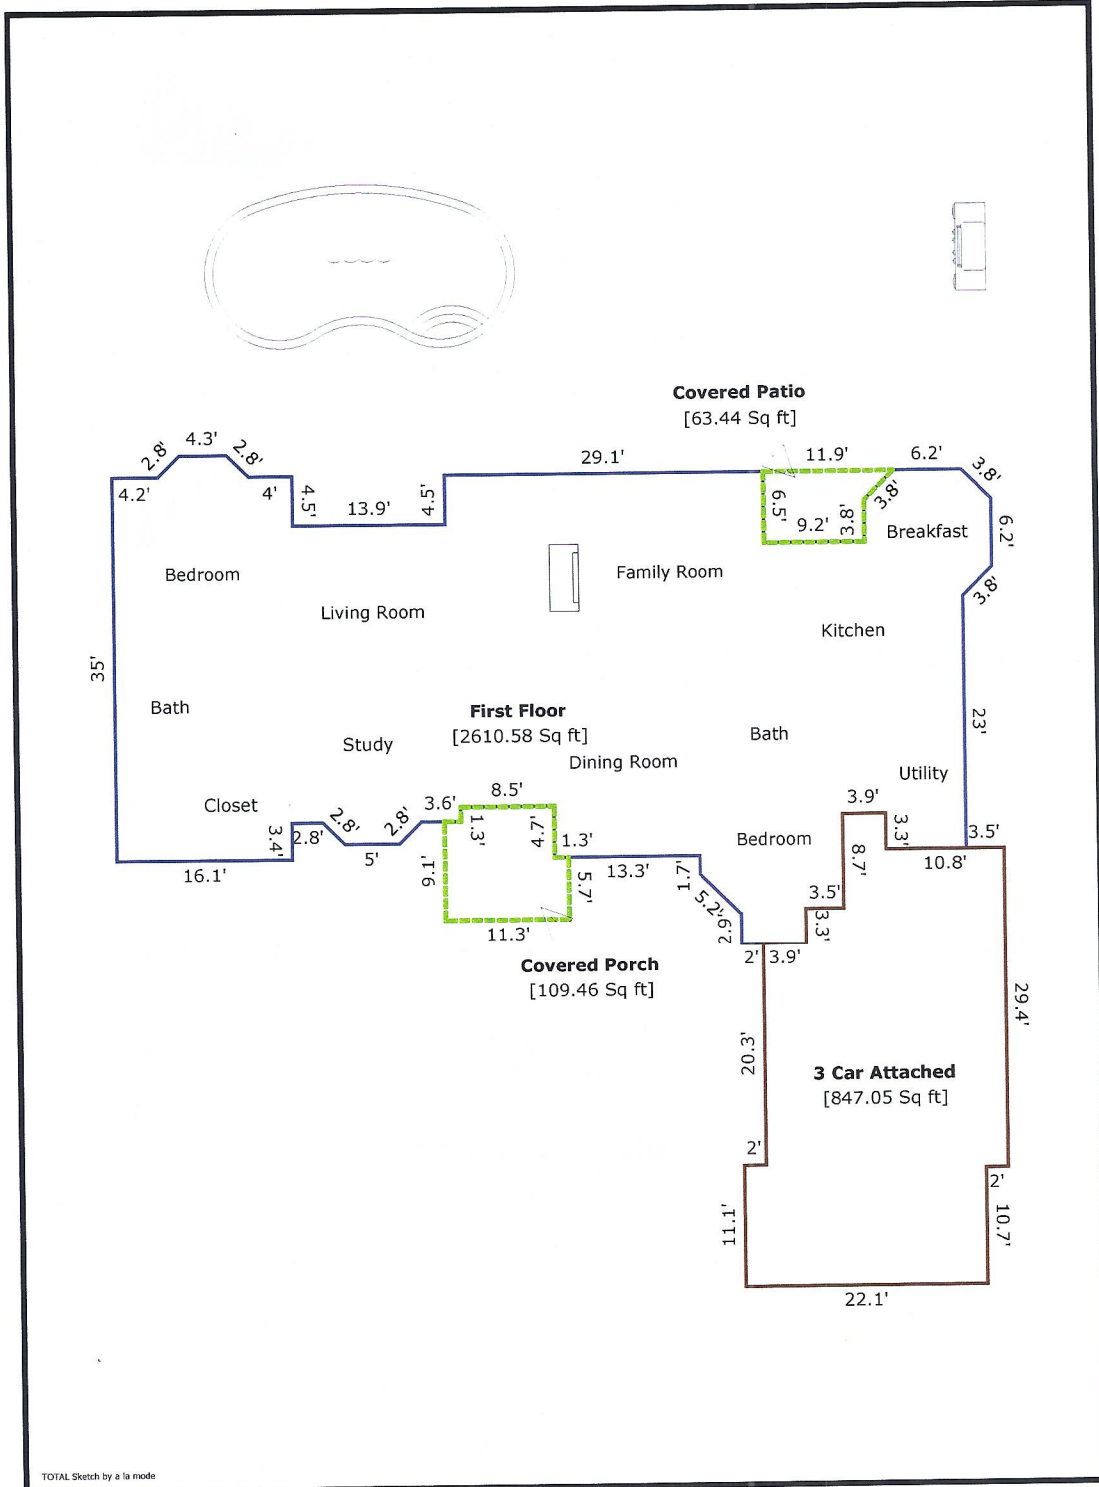 Covered Patio
[63.44 Sq ft]
4.3'
2.8'
2.8'
29.1'
11.9'
6.2'
3.8'
4.2'
4'
4.5'
13.9'
4.5'
6.5'
9.2'
3.8'
3.8'
Breakfast
6.2'
Bedroom
Family Room
3.8'
Living Room
Kitchen
35'
Bath
First Floor
[2610.58 Sq ft]
23'
Study
Dining Room
Bath
Utility
Closet
3.6'
8.5'
3.9'
3.4'
2.8'
2.8'
2.8'
1.3'
4.7'
1.3'
Bedroom
3.3'
3.5'
5'
16.1'
9.1'
13.3'
1.7'
8.7'
10.8'
5.7'
5.2'
3.5'
11.3'
2.9'
3.3'
2'
3.9'
Covered Porch
[109.46 Sq ft]
29.4'
20.3'
3 Car Attached
[847.05 Sq ft]
2'
2'
11.1'
10.7'
22.1'
TOTAL Sketch by a la mode